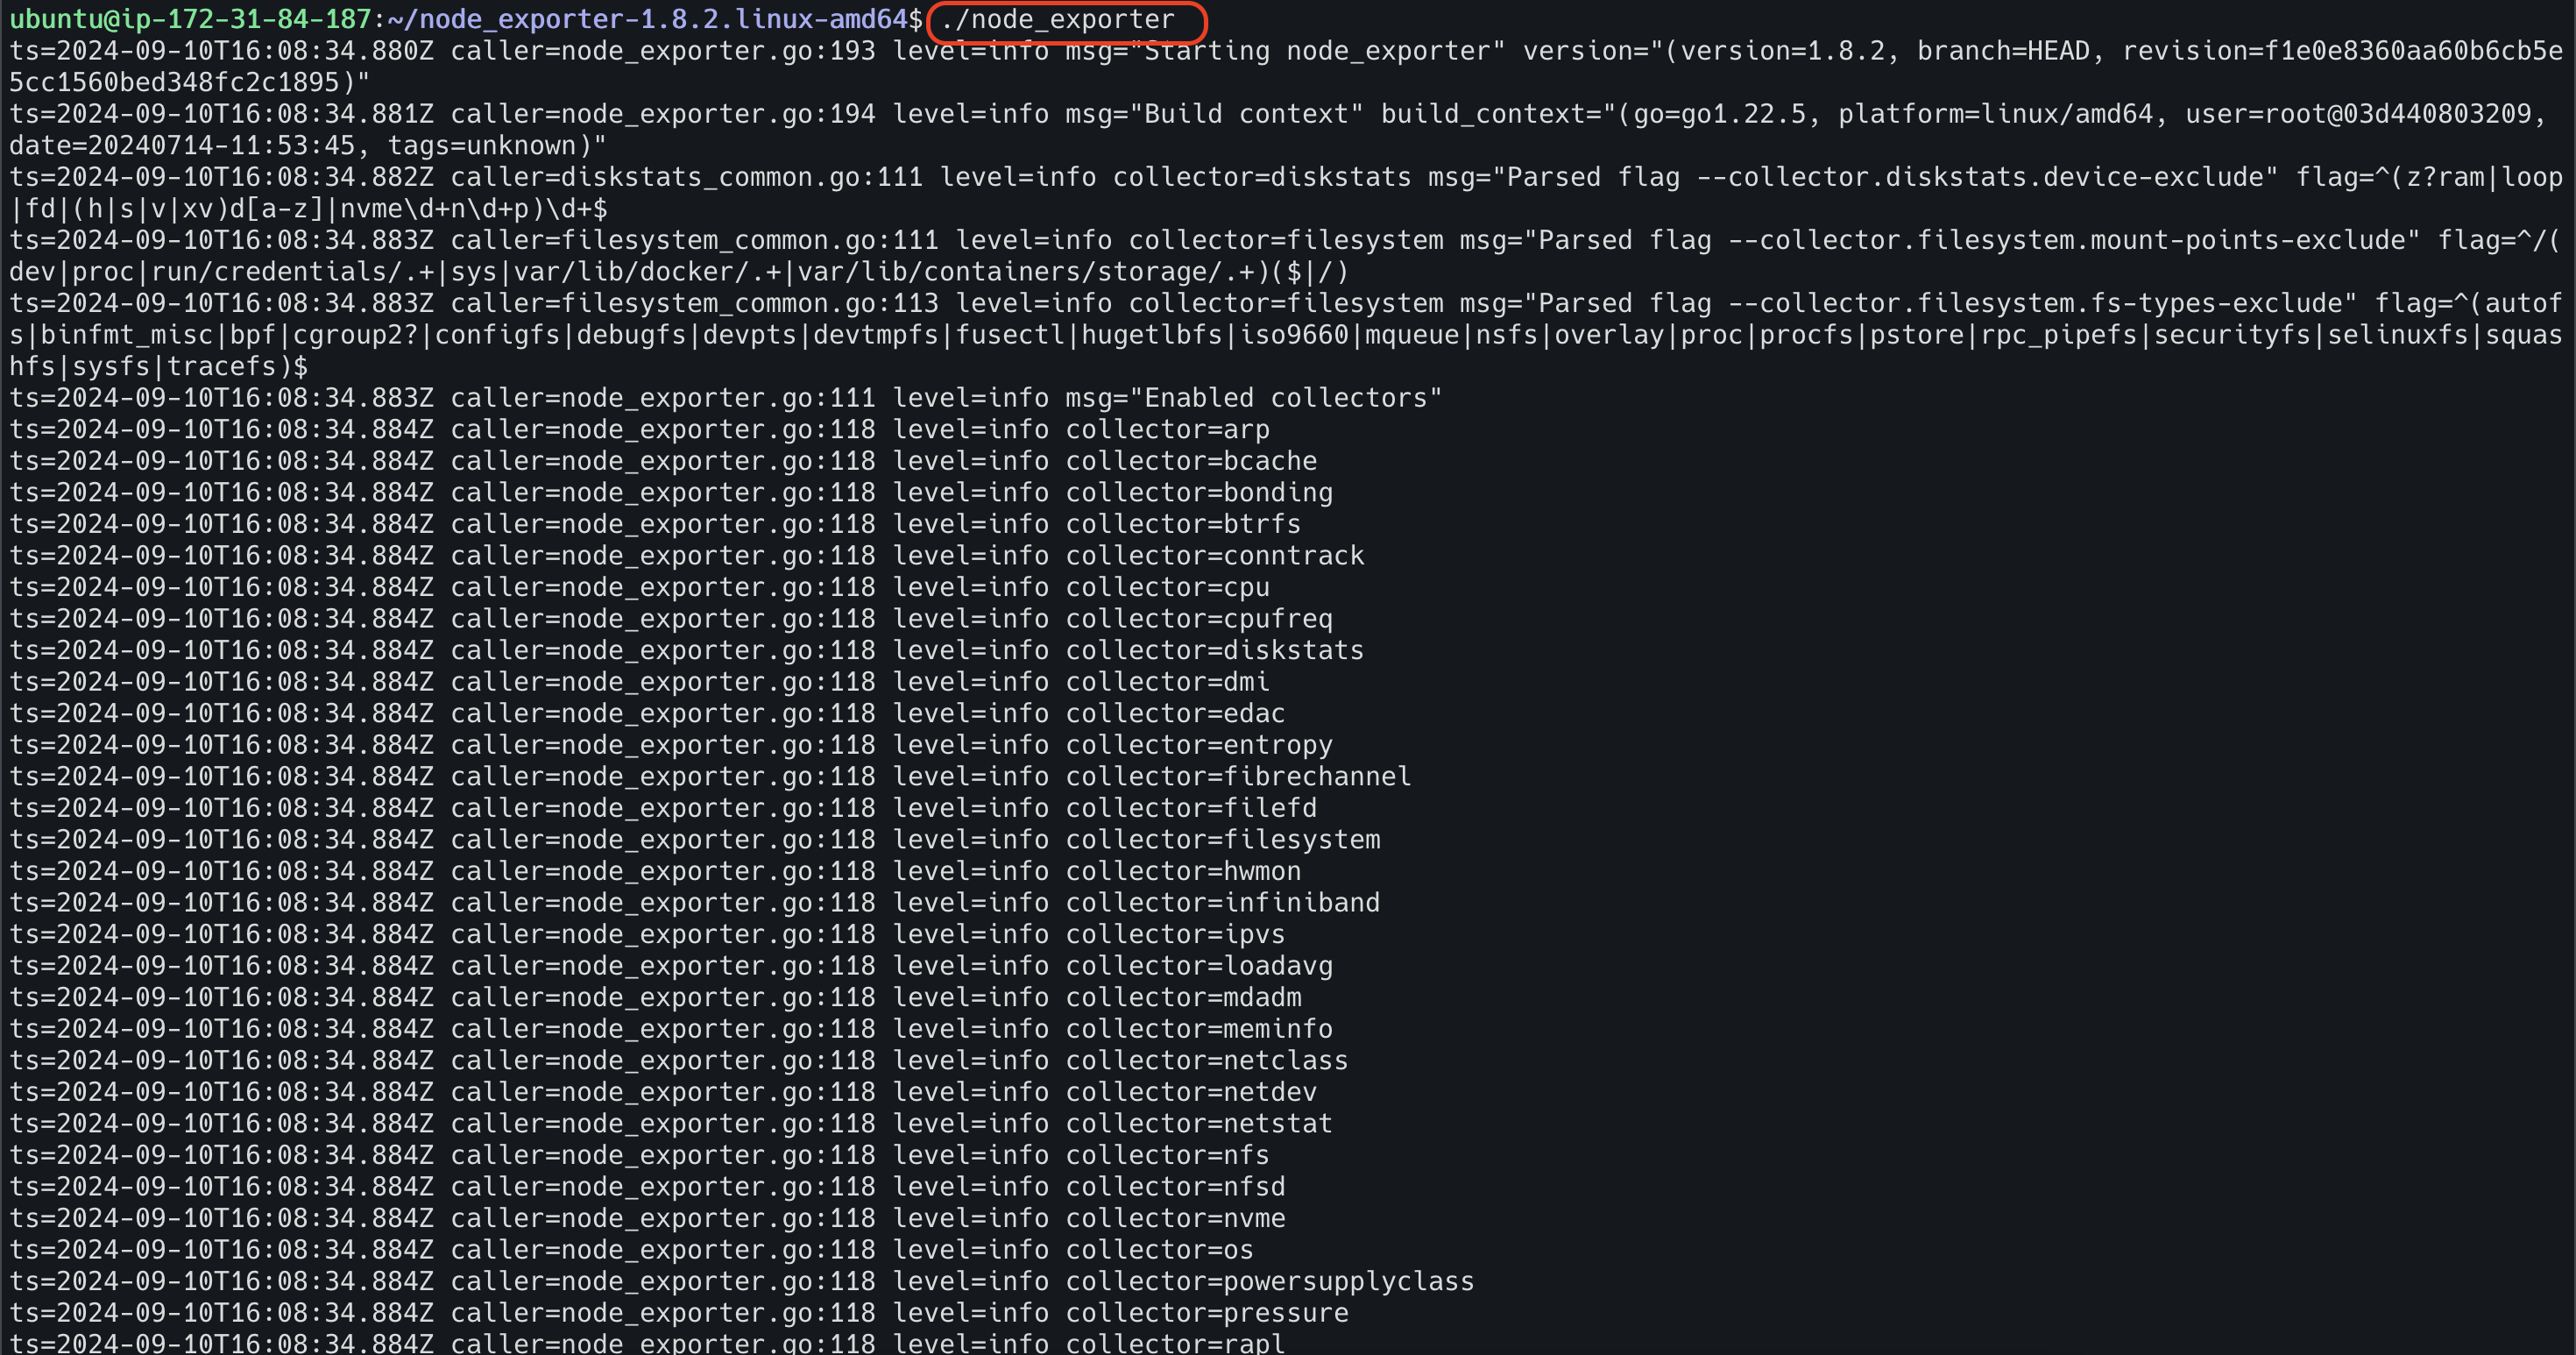 ubuntu@ip-172-31-84-187:~/node_exporter-1.8.2.linux-amd64$ ./node_exporter
ts=2024-09-10T16:08:34.880Z caller=node_exporter.go:193 level=info msg="Starting node_exporter" version="(version=1.8.2, branch=HEAD, revision=f1e0e8360aa60b6cb5e
5cc1560bed348fc2c1895)"
ts=2024-09-10T16:08:34.881Z caller=node_exporter.go:194 level=info msg="Build context" build_context="(go=go1.22.5, platform=linux/amd64, user=root@03d440803209,
date=20240714-11:53:45, tags=unknown)"
ts=2024-09-10T16:08:34.882Z caller=diskstats_common.go:111 level=info collector=diskstats msg="Parsed flag --collector.diskstats.device-exclude" flag=^(z?ram|loop
|fd|(h|s|v|xv)d[a-z]|nvme\d+n\d+p)\d+$
ts=2024-09-10T16:08:34.883Z caller=filesystem_common.go:111 level=info collector=filesystem msg="Parsed flag --collector.filesystem.mount-points-exclude" flag=^/(
dev|proc|run/credentials/.+|sys|var/lib/docker/.+|var/lib/containers/storage/.+)($|/)
ts=2024-09-10T16:08:34.883Z caller=filesystem_common.go:113 level=info collector=filesystem msg="Parsed flag --collector.filesystem.fs-types-exclude" flag=^(autof
s|binfmt_misc|bpf|cgroup2?|configfs|debugfs|devpts|devtmpfs|fusectl|hugetlbfs|iso9660|mqueue|nsfs|overlay|proc|procfs|pstore|rpc_pipefs|securityfs|selinuxfs|squas
hfs|sysfs|tracefs)$
ts=2024-09-10T16:08:34.883Z caller=node_exporter.go:111 level=info msg="Enabled collectors"
ts=2024-09-10T16:08:34.884Z caller=node_exporter.go:118 level=info collector=arp
ts=2024-09-10T16:08:34.884Z caller=node_exporter.go:118 level=info collector=bcache
ts=2024-09-10T16:08:34.884Z caller=node_exporter.go:118 level=info collector=bonding
ts=2024-09-10T16:08:34.884Z caller=node_exporter.go:118 level=info collector=btrfs
ts=2024-09-10T16:08:34.884Z caller=node_exporter.go:118 level=info collector=conntrack
ts=2024-09-10T16:08:34.884Z caller=node_exporter.go:118 level=info collector=cpu
ts=2024-09-10T16:08:34.884Z caller=node_exporter.go:118 level=info collector=cpufreq
ts=2024-09-10T16:08:34.884Z caller=node_exporter.go:118 level=info collector=diskstats
ts=2024-09-10T16:08:34.884Z caller=node_exporter.go:118 level=info collector=dmi
ts=2024-09-10T16:08:34.884Z caller=node_exporter.go:118 level=info collector=edac
ts=2024-09-10T16:08:34.884Z caller=node_exporter.go:118 level=info collector=entropy
ts=2024-09-10T16:08:34.884Z caller=node_exporter.go:118 level=info collector=fibrechannel
ts=2024-09-10T16:08:34.884Z caller=node_exporter.go:118 level=info collector=filefd
ts=2024-09-10T16:08:34.884Z caller=node_exporter.go:118 level=info collector=filesystem
ts=2024-09-10T16:08:34.884Z caller=node_exporter.go:118 level=info collector=hwmon
ts=2024-09-10T16:08:34.884Z caller=node_exporter.go:118 level=info collector=infiniband
ts=2024-09-10T16:08:34.884Z caller=node_exporter.go:118 level=info collector=ipvs
ts=2024-09-10T16:08:34.884Z caller=node_exporter.go:118 level=info collector=loadavg
ts=2024-09-10T16:08:34.884Z caller=node_exporter.go:118 level=info collector=mdadm
ts=2024-09-10T16:08:34.884Z caller=node_exporter.go:118 level=info collector=meminfo
ts=2024-09-10T16:08:34.884Z caller=node_exporter.go:118 level=info collector=netclass
ts=2024-09-10T16:08:34.884Z caller=node_exporter.go:118 level=info collector=netdev
ts=2024-09-10T16:08:34.884Z caller=node_exporter.go:118 level=info collector=netstat
ts=2024-09-10T16:08:34.884Z caller=node_exporter.go:118 level=info collector=nfs
ts=2024-09-10T16:08:34.884Z caller=node_exporter.go:118 level=info collector=nfsd
ts=2024-09-10T16:08:34.884Z caller=node_exporter.go:118 level=info collector=nvme
ts=2024-09-10T16:08:34.884Z caller=node_exporter.go:118 level=info collector=os
ts=2024-09-10T16:08:34.884Z caller=node_exporter.go:118 level=info collector=powersupplyclass
ts=2024-09-10T16:08:34.884Z caller=node_exporter.go:118 level=info collector=pressure
ts=2024-09-10T16:08:34.884Z caller=node_exporter.go:118 level=info collector=rapl